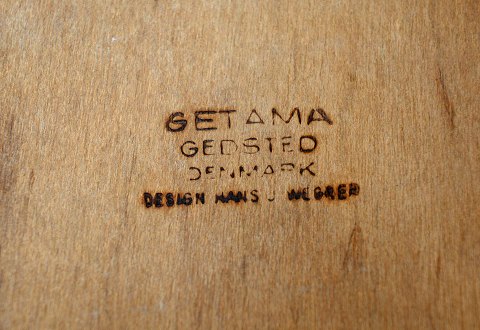 GETAMA
GEDSTED
DENMARK
DESIGN HANS J WEGNER